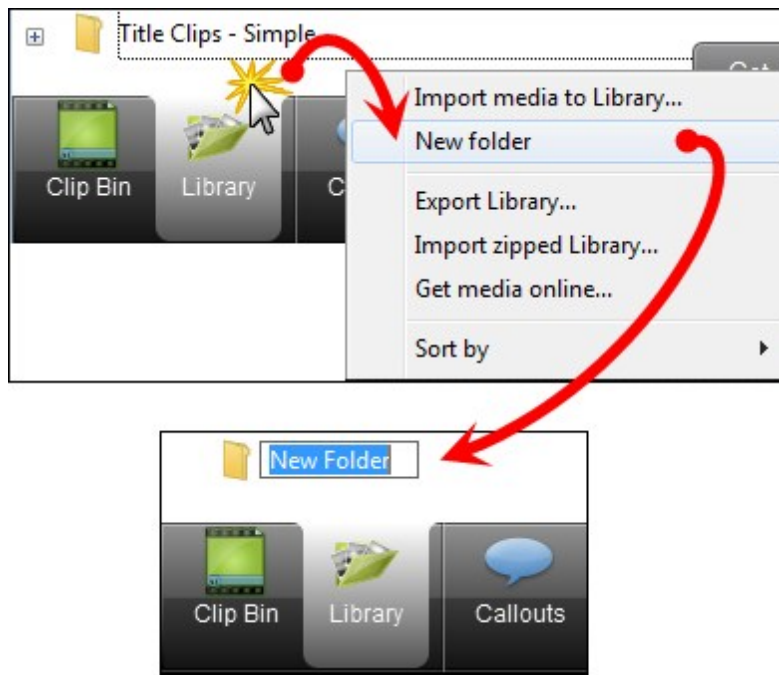 Title Clips - Simple
Import media to Library...
New folder
Export Library...
Import zipped Library...
Get media online...
Sort by
Clip Bin
Library
New Folder
Clip Bin
Library
Callouts